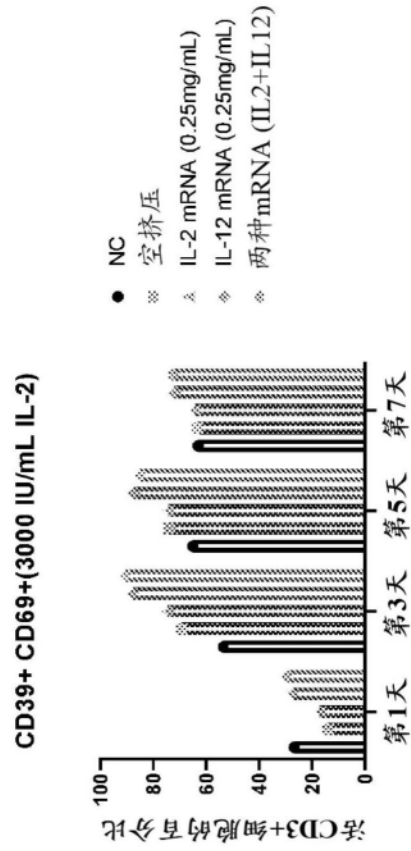 CD39+ CD69+(3000 IU/mL IL-2)
活CD3+细胞的百分比
100
80
60
40
20
0
第1天
第3天
第5天
第7天
NC
空挤压
IL-2 mRNA (0.25mg/mL)
IL-12 mRNA (0.25mg/mL)
两种mRNA (IL2+IL12)